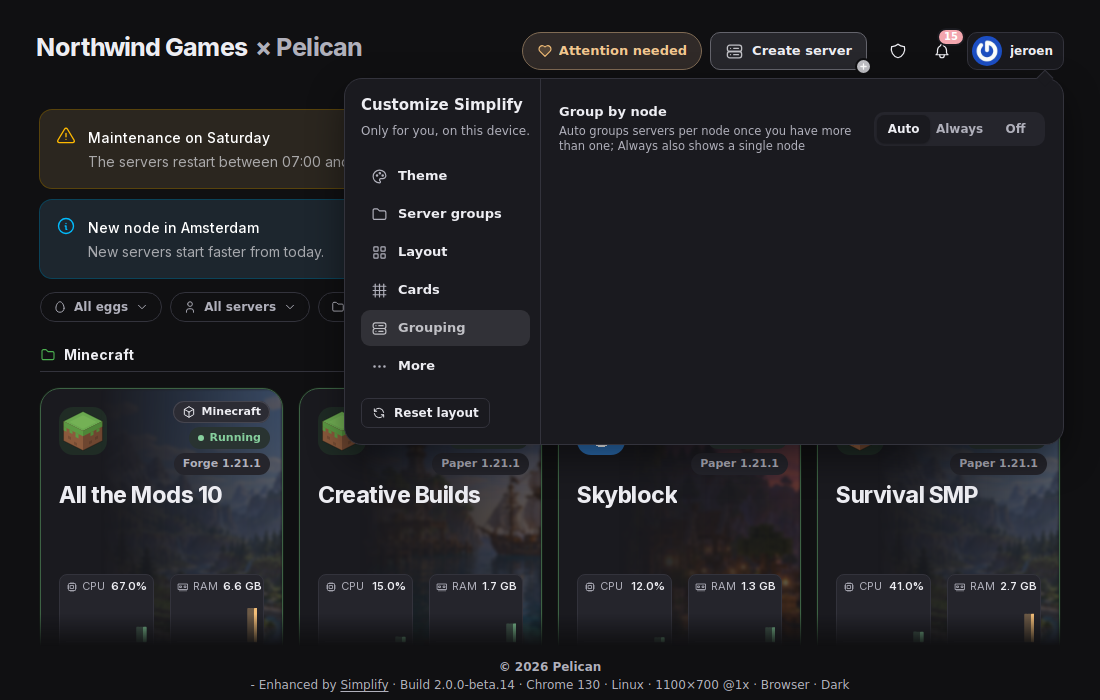 Northwind Games × Pelican
Attention needed
Create server
15
jeroen
Customize Simplify
Only for you, on this device.
Theme
Server groups
Layout
Cards
Grouping
More
Reset layout
Group by node
Auto groups servers per node once you have more
than one; Always also shows a single node
Auto Always Off
Maintenance on Saturday
The servers restart between 07:00 and
New node in Amsterdam
New servers start faster from today.
All eggs
All servers
Minecraft
Minecraft
Running
Forge 1.21.1
All the Mods 10
CPU 67.0%
RAM 6.6 GB
Paper 1.21.1
Creative Builds
CPU 15.0%
RAM 1.7 GB
Paper 1.21.1
Skyblock
CPU 12.0%
RAM 1.3 GB
Paper 1.21.1
Survival SMP
CPU 41.0%
RAM 2.7 GB
© 2026 Pelican
- Enhanced by Simplify · Build 2.0.0-beta.14 · Chrome 130 · Linux · 1100×700 @1x · Browser · Dark